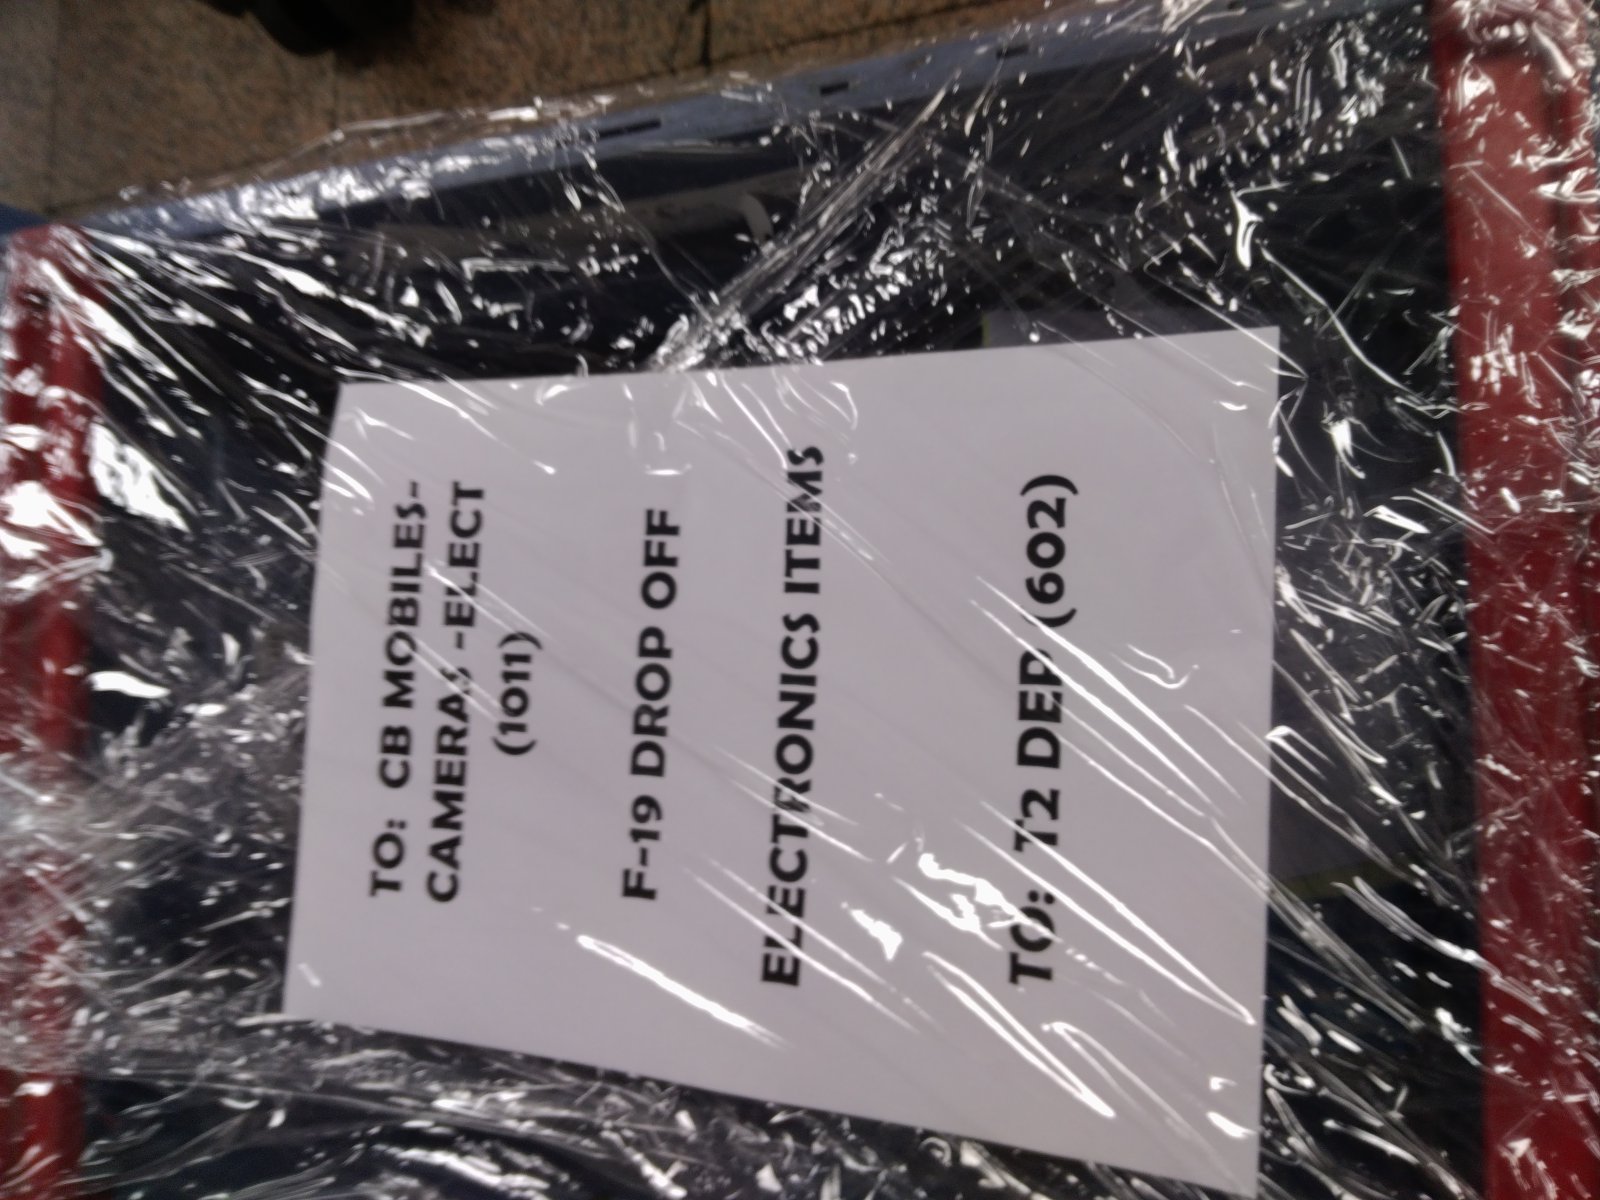 TO: CB MOBILES-
CAMERAS -ELECT
(1011)
F-19 DROP OFF
ELECTRONICS ITEMS
TO: T2 DEP (602)